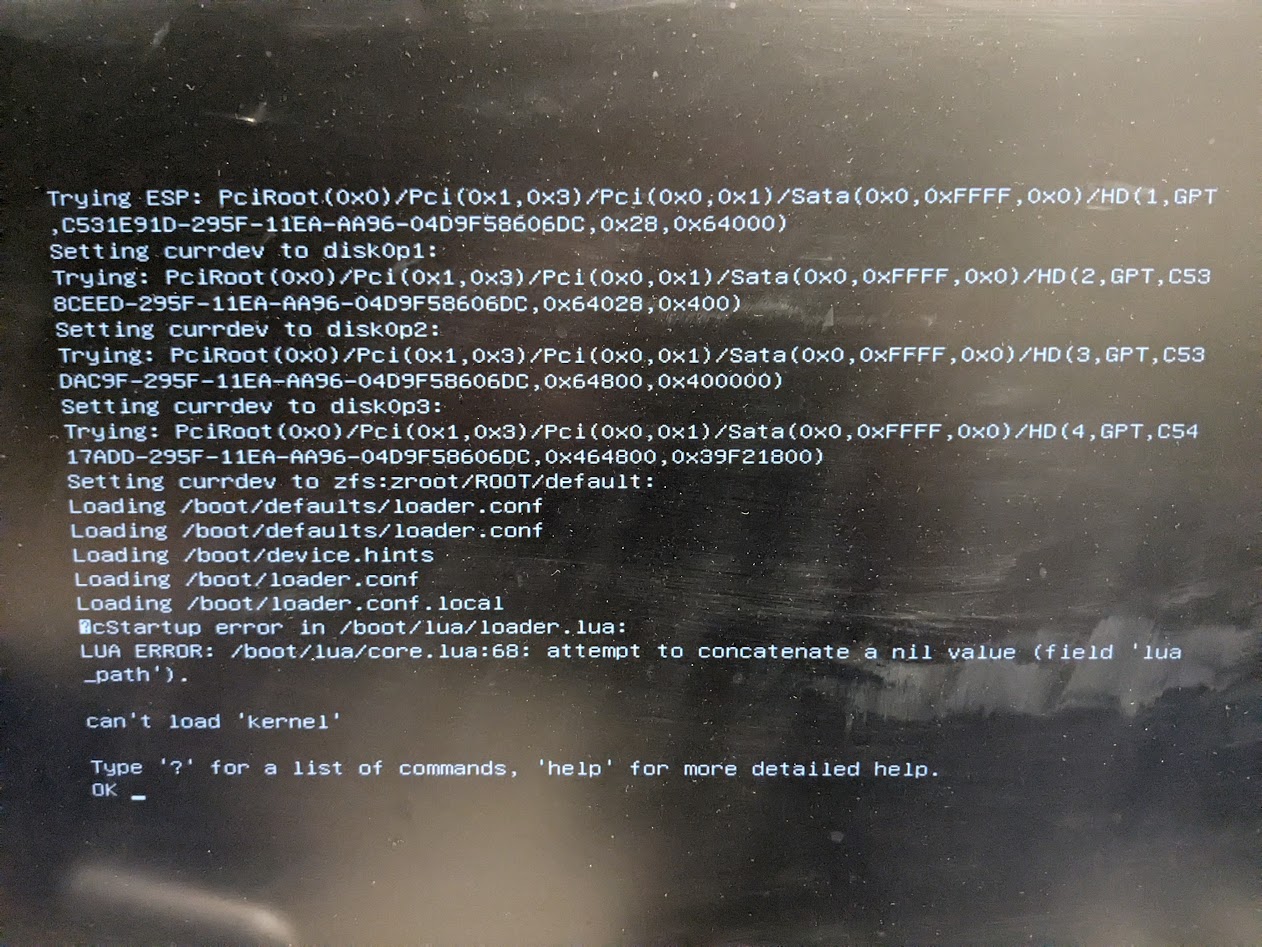 Trying ESP: PciRoot(0x0)/Pci(0x1,0x3)/Pci(0x0,0x1)/Sata(0x0,0xFFFF,0x0)/HD(1,GPT
,C531E91D-295F-11EA-AA96-04D9F58606DC,0x28,0x64000)
Setting currdev to disk0p1:
Trying: PciRoot(0x0)/Pci(0x1,0x3)/Pci(0x0,0x1)/Sata(0x0,0xFFFF,0x0)/HD(2,GPT,C53
8CEED-295F-11EA-AA96-04D9F58606DC,0x64028,0x400)
Setting currdev to disk0p2:
Trying: PciRoot(0x0)/Pci(0x1,0x3)/Pci(0x0,0x1)/Sata(0x0,0xFFFF,0x0)/HD(3,GPT,C53
DAC9F-295F-11EA-AA96-04D9F58606DC,0x64800,0x400000)
Setting currdev to disk0p3:
Trying: PciRoot(0x0)/Pci(0x1,0x3)/Pci(0x0,0x1)/Sata(0x0,0xFFFF,0x0)/HD(4,GPT,C54
17ADD-295F-11EA-AA96-04D9F58606DC,0x464800,0x39F21800)
Setting currdev to zfs:zroot/ROOT/default:
Loading /boot/defaults/loader.conf
Loading /boot/defaults/loader.conf
Loading /boot/device.hints
Loading /boot/loader.conf
Loading /boot/loader.conf.local
�cStartup error in /boot/lua/loader.lua:
LUA ERROR: /boot/lua/core.lua:68: attempt to concatenate a nil value (field 'lua
_path').
can't load 'kernel'
Type '?' for a list of commands, 'help' for more detailed help.
OK _